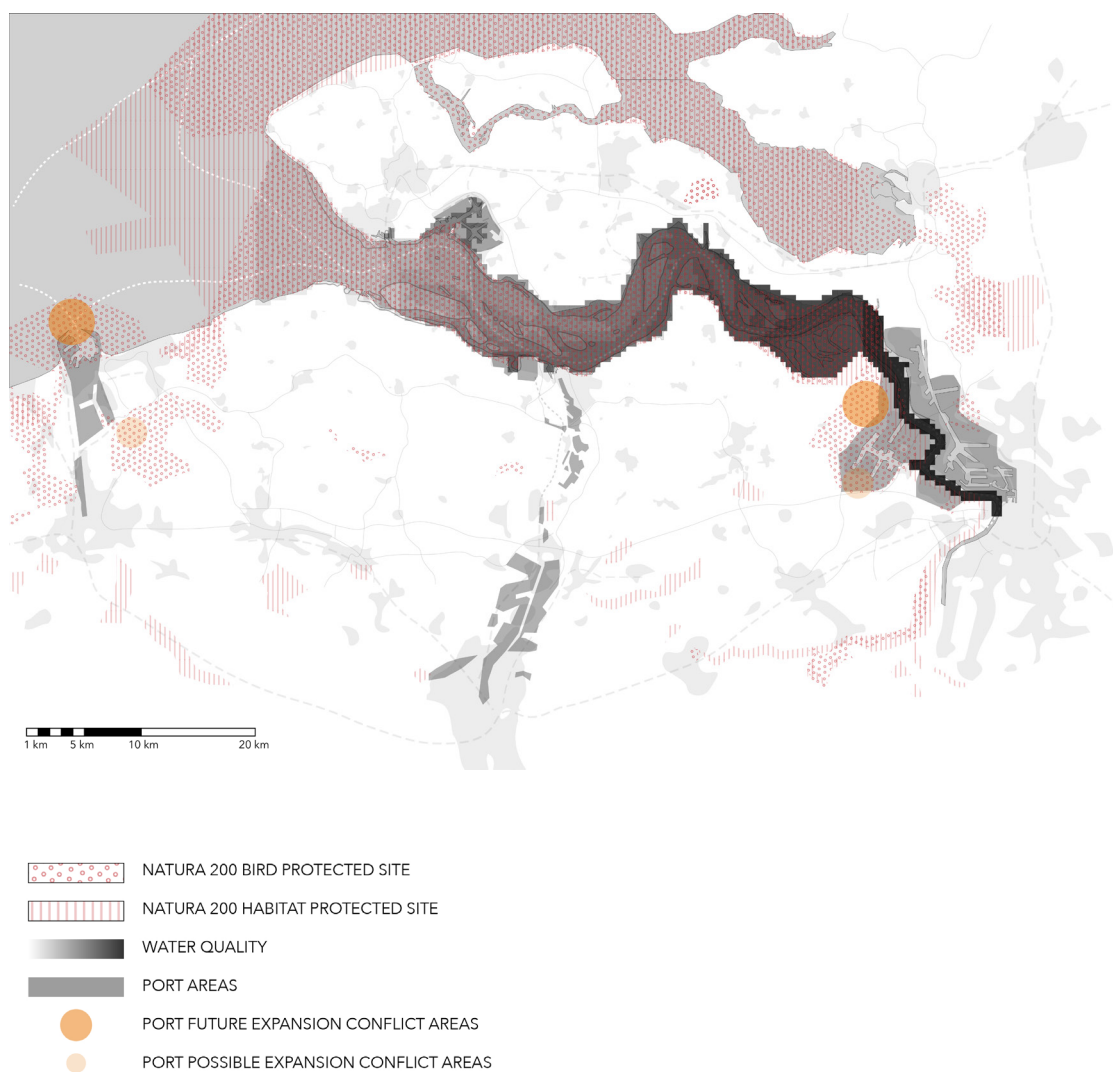 1 km 5 km 10 km 20 km
NATURA 200 BIRD PROTECTED SITE
NATURA 200 HABITAT PROTECTED SITE
WATER QUALITY
PORT AREAS
PORT FUTURE EXPANSION CONFLICT AREAS
PORT POSSIBLE EXPANSION CONFLICT AREAS